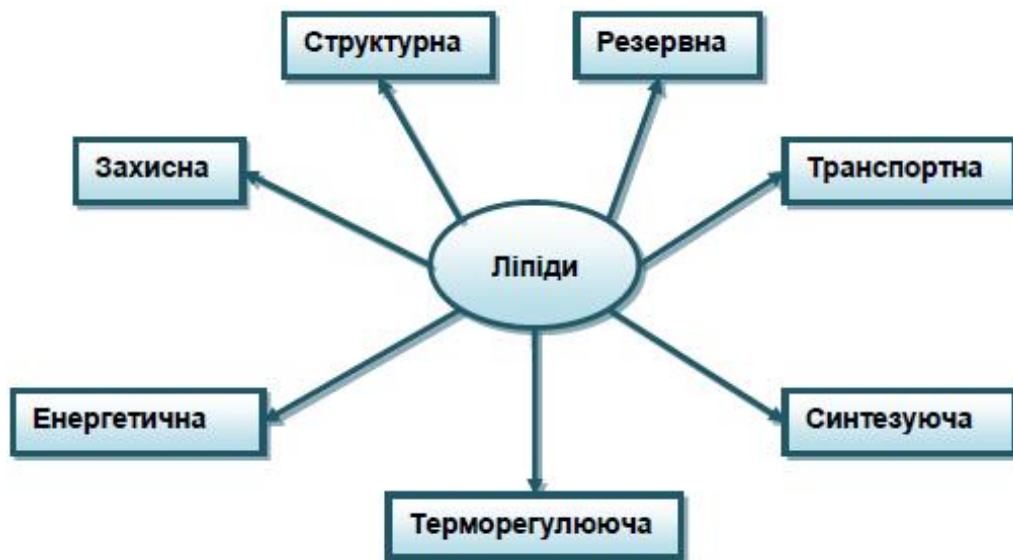 Структурна
Резервна
Захисна
Транспортна
Ліпіди
Енергетична
Синтезуюча
Терморегулююча